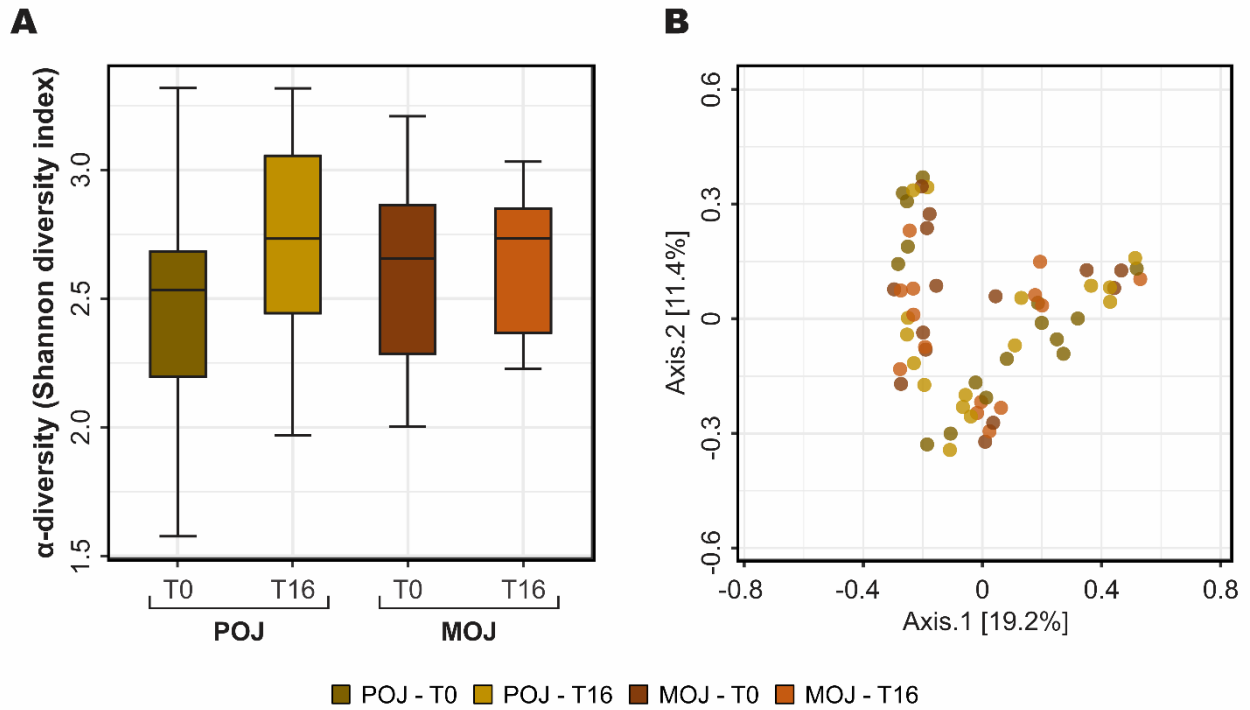 A
α-diversity (Shannon diversity index)
3.0
2.5
2.0
1.5
T0
T16
T0
T16
POJ
MOJ
B
Axis.2 [11.4%]
0.6
0.3
0
-0.3
-0.6
-0.8
-0.4
0
0.4
0.8
Axis.1 [19.2%]
POJ - T0
POJ - T16
MOJ - T0
MOJ - T16